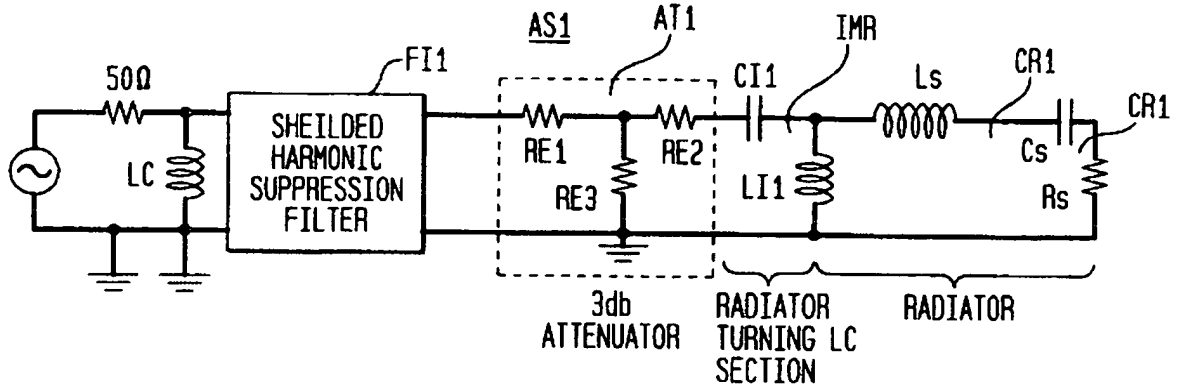 AS1
AT1
IMR
FI1
50Ω
CI1
Ls
CR1
CR1
SHEILDED
HARMONIC
SUPPRESSION
FILTER
LC
RE1
RE2
RE3
LI1
Cs
Rs
3db
ATTENUATOR
RADIATOR
TURNING LC
SECTION
RADIATOR